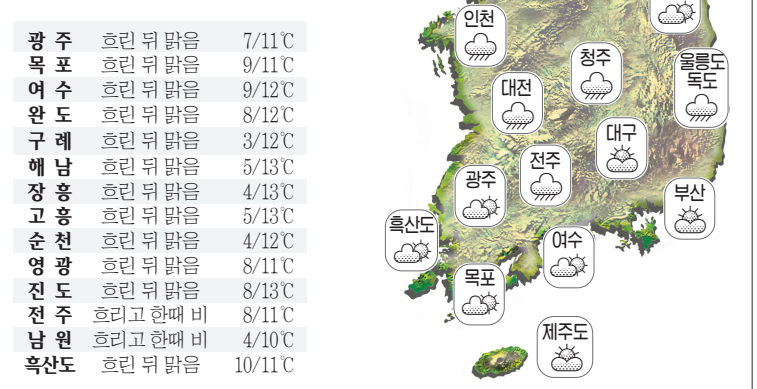 광 주 흐린 뒤 맑음 7/11℃
목 포 흐린 뒤 맑음 9/11℃
여 수 흐린 뒤 맑음 9/12℃
완 도 흐린 뒤 맑음 8/12℃
구 례 흐린 뒤 맑음 3/12℃
해 남 흐린 뒤 맑음 5/13℃
장 흥 흐린 뒤 맑음 4/13℃
고 흥 흐린 뒤 맑음 5/13℃
순 천 흐린 뒤 맑음 4/12℃
영 광 흐린 뒤 맑음 8/11℃
진 도 흐린 뒤 맑음 8/13℃
전 주 흐리고 한때 비 8/11℃
남 원 흐리고 한때 비 4/10℃
흑산도 흐린 뒤 맑음 10/11℃
인천
청주
울릉도
독도
대전
대구
전주
광주
부산
흑산도
여수
목포
제주도